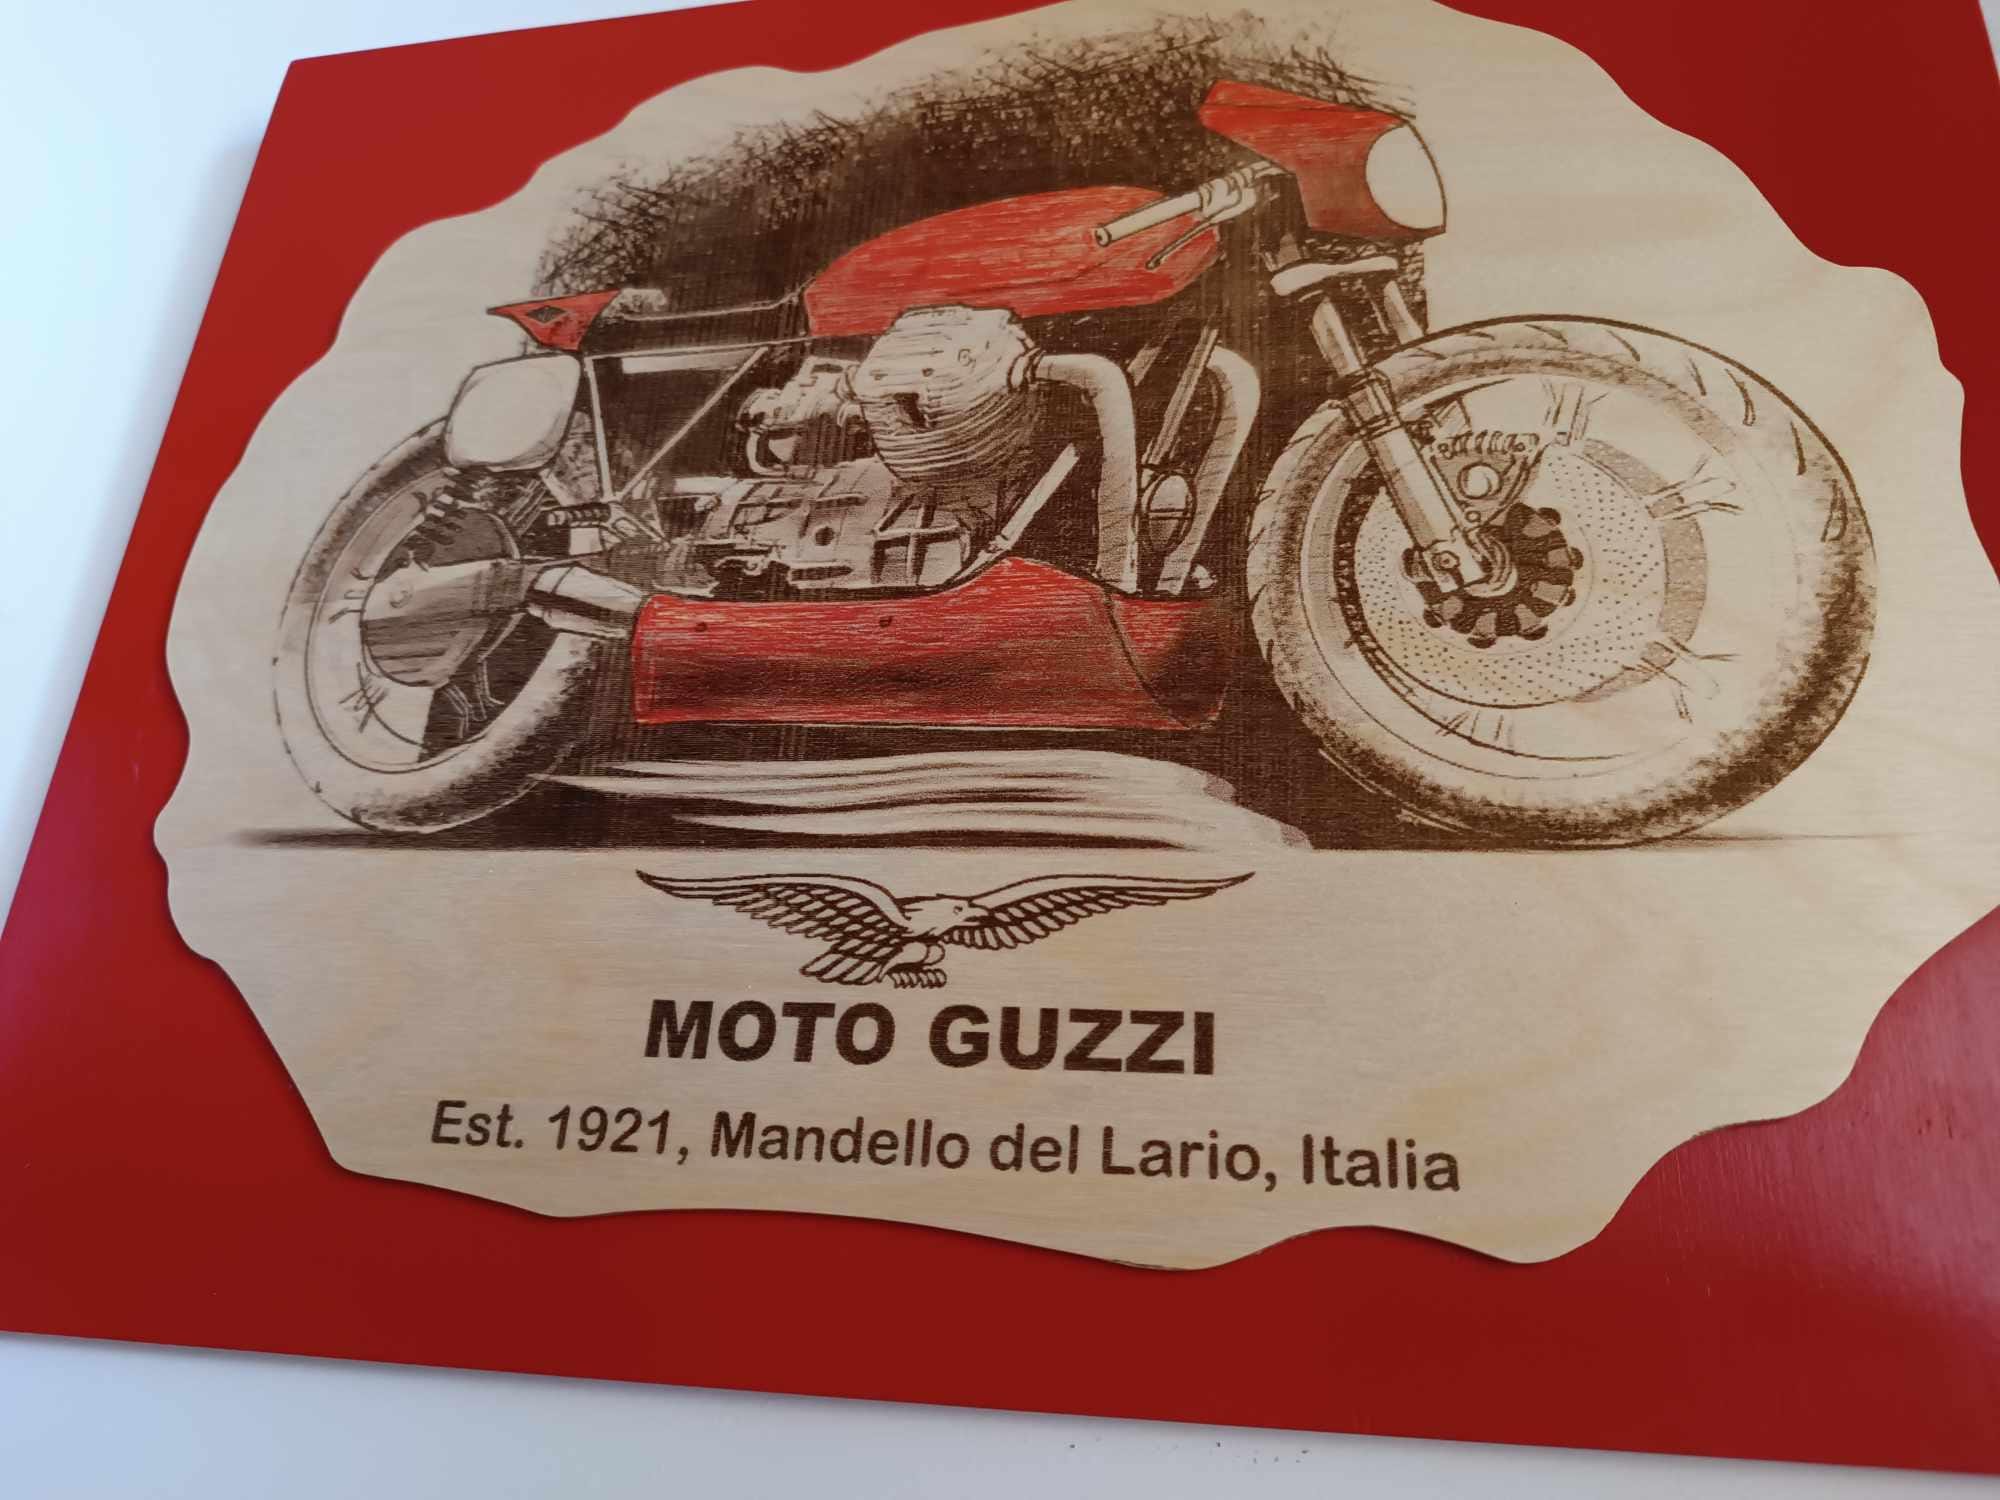 MOTO GUZZI
Est. 1921, Mandello del Lario, Italia